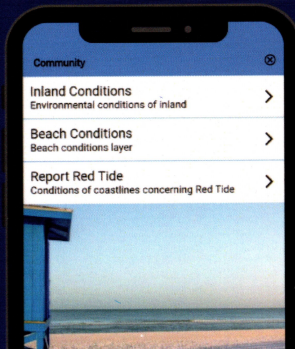 Community
Inland Conditions
Environmental conditions of inland
Beach Conditions
Beach conditions layer
Report Red Tide
Conditions of coastlines concerning Red Tide